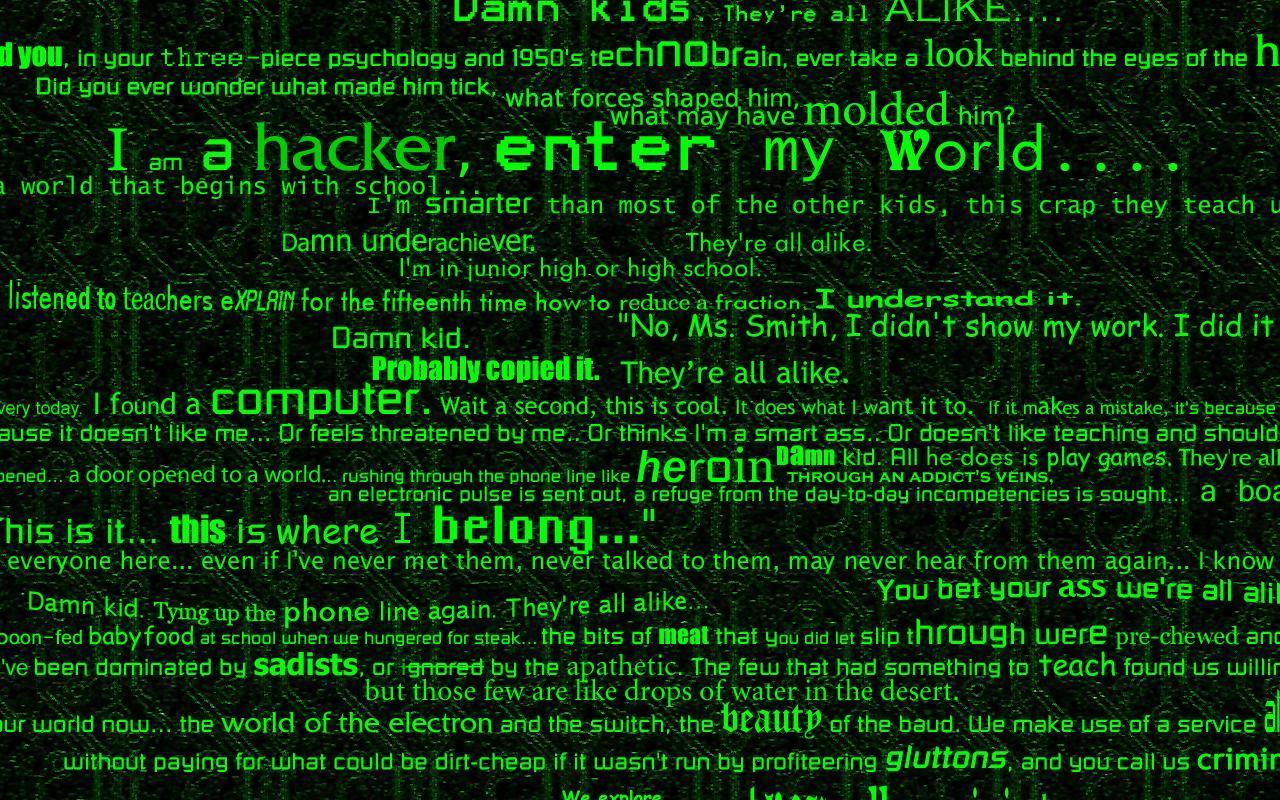 Damn kids. They're all ALIKE....
d you, in your three-piece psychology and 1950's technobrain, ever take a look behind the eyes of the h
Did you ever wonder what made him tick, what forces shaped him,
what may have molded him?
I am a hacker, enter my World....
a world that begins with school...
I'm smarter than most of the other kids, this crap they teach u
Damn underachiever. They're all alike.
I'm in junior high or high school.
listened to teachers eXPLAIN for the fifteenth time how to reduce a fraction. I understand it.
"No, Ms. Smith, I didn't show my work. I did it
Damn kid.
Probably copied it. They're all alike.
very today. I found a computer. Wait a second, this is cool. It does what I want it to. If it makes a mistake, it's because
ause it doesn't like me... Or feels threatened by me.. Or thinks I'm a smart ass.. Or doesn't like teaching and should
Damn kid. All he does is play games. They're all
pened... a door opened to a world... rushing through the phone line like heroin THROUGH AN ADDICT'S VEINS,
an electronic pulse is sent out, a refuge from the day-to-day incompetencies is sought... a boa
This is it... this is where I belong..."
everyone here... even if I've never met them, never talked to them, may never hear from them again... I know
Damn kid. Tying up the phone line again. They're all alike... You bet your ass we're all ali
poon-fed baby food at school when we hungered for steak... the bits of meat that you did let slip through were pre-chewed and
've been dominated by sadists, or ignored by the apathetic. The few that had something to teach found us willin
but those few are like drops of water in the desert.
our world now... the world of the electron and the switch, the beauty of the baud. We make use of a service al
without paying for what could be dirt-cheap if it wasn't run by profiteering gluttons, and you call us crimin
We explore